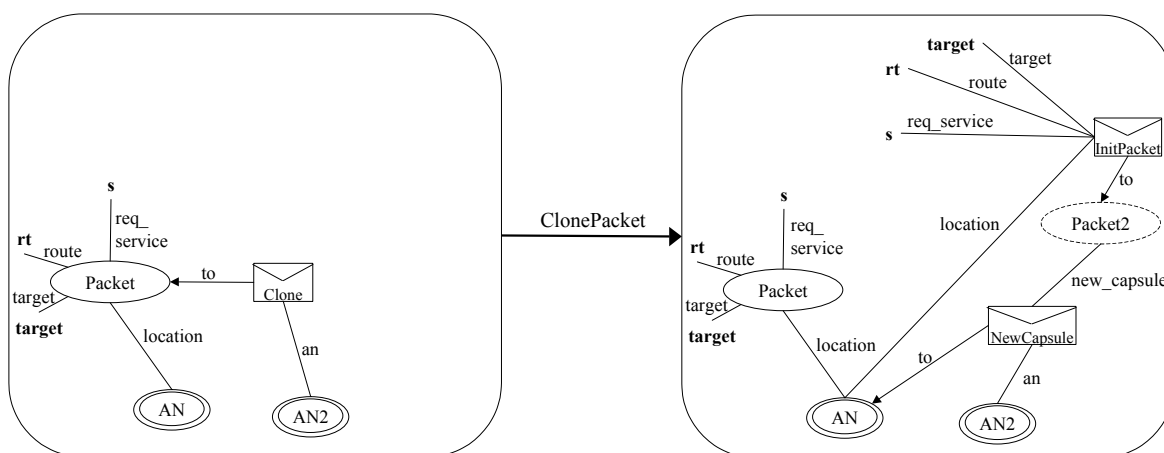 s
req_
service
rt
route
Packet
to
Clone
target
target
location
an
AN
AN2
ClonePacket
target
target
rt
route
s
req_service
InitPacket
to
Packet2
location
new_capsule
s
req_
service
rt
route
Packet
target
target
location
NewCapsule
to
an
AN
AN2